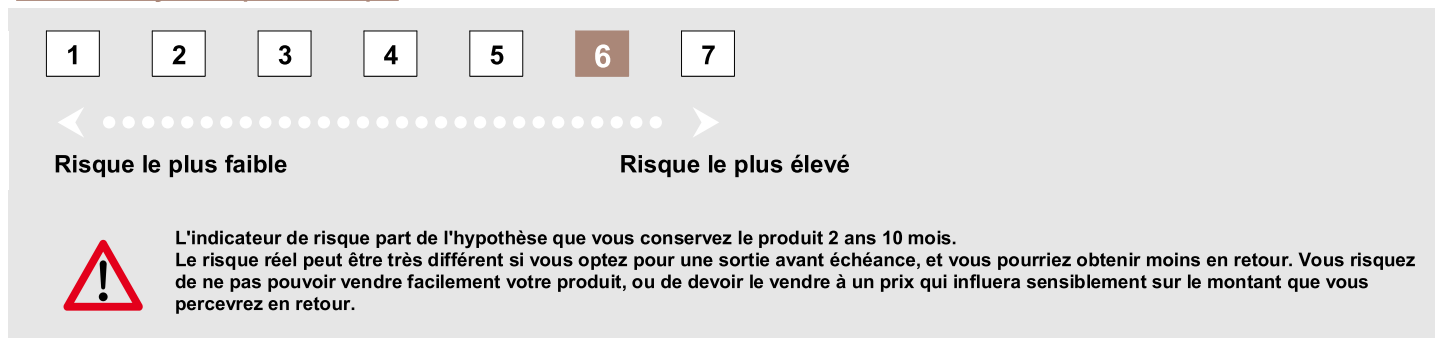 1 2 3 4 5 6 7
Risque le plus faible Risque le plus élevé
L'indicateur de risque part de l'hypothèse que vous conservez le produit 2 ans 10 mois.
Le risque réel peut être très différent si vous optez pour une sortie avant échéance, et vous pourriez obtenir moins en retour. Vous risquez
de ne pas pouvoir vendre facilement votre produit, ou de devoir le vendre à un prix qui influera sensiblement sur le montant que vous
percevrez en retour.